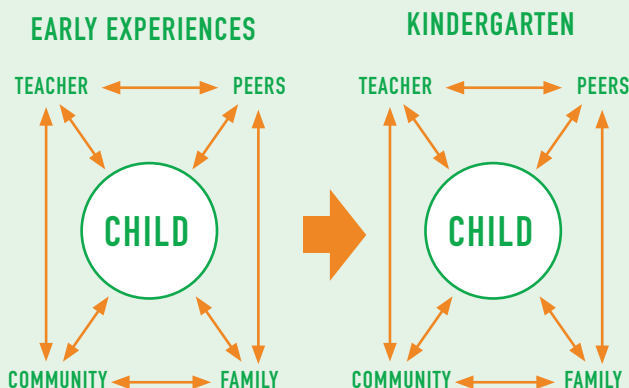 EARLY EXPERIENCES
TEACHER
PEERS
CHILD
COMMUNITY
FAMILY
KINDERGARTEN
TEACHER
PEERS
CHILD
COMMUNITY
FAMILY